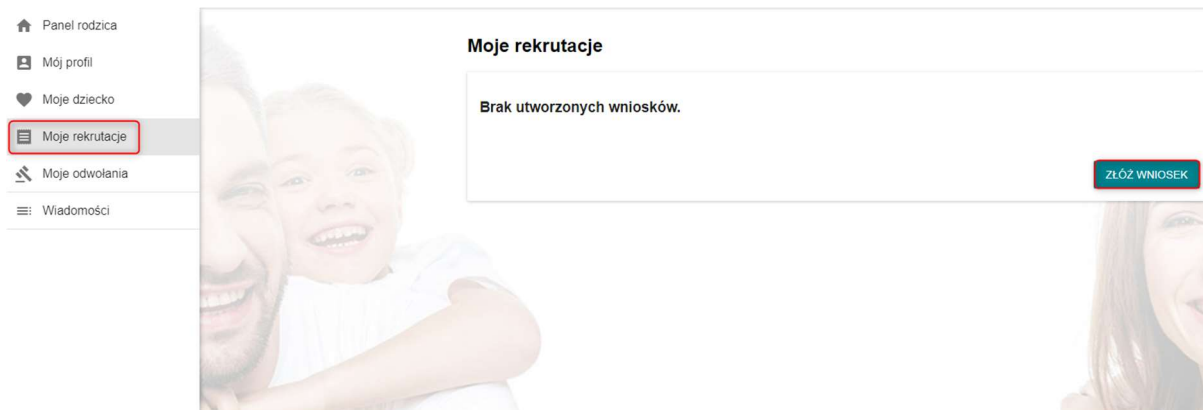 Panel rodzica
Mój profil
Moje dziecko
Moje rekrutacje
Moje odwołania
Wiadomości
Moje rekrutacje
Brak utworzonych wniosków.
ZŁÓŻ WNIOSEK